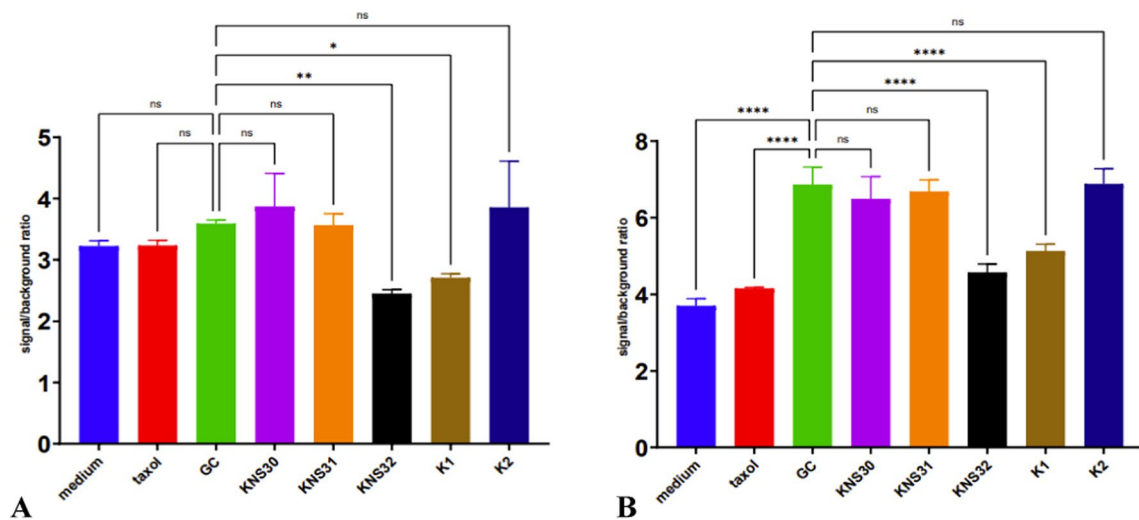 ns
*
**
ns
ns
ns
ns
signal/background ratio
5
4
3
2
1
0
medium
taxol
GC
KNS30
KNS31
KNS32
K1
K2
A
ns
****
****
****
ns
****
ns
signal/background ratio
8
6
4
2
0
medium
taxol
GC
KNS30
KNS31
KNS32
K1
K2
B